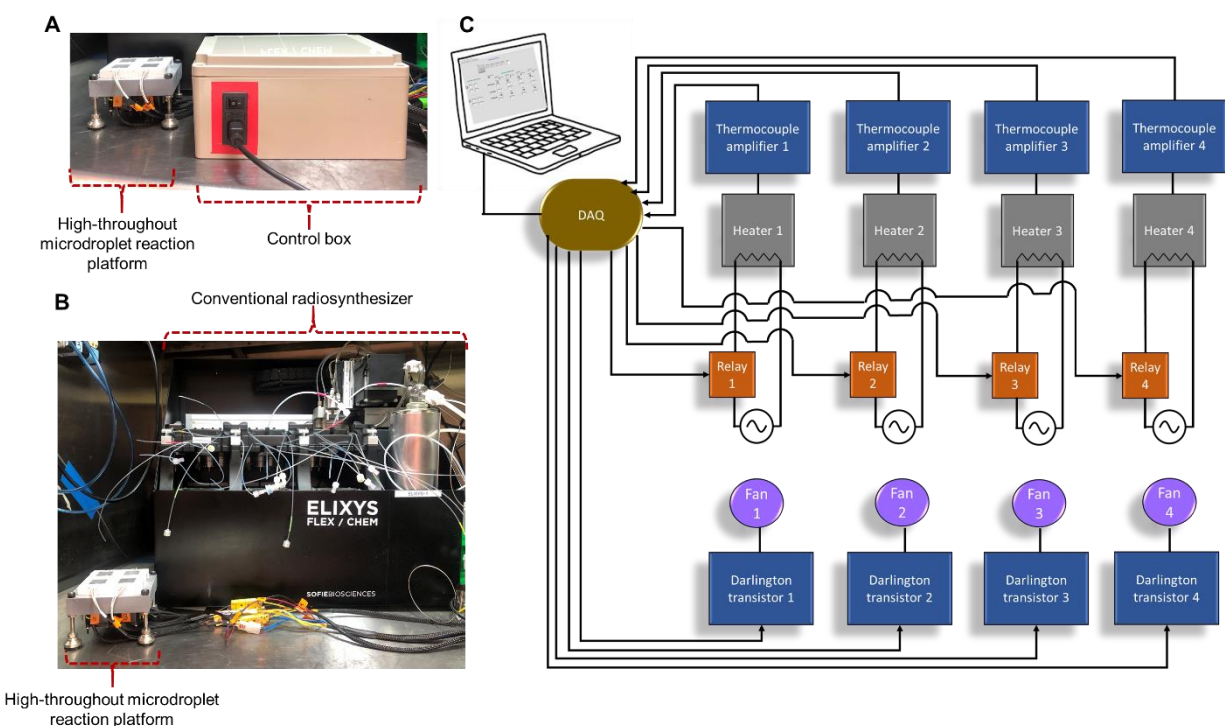 A
FLEX / CHEM
High-throughout
microdroplet reaction
platform
Control box
B
Conventional radiosynthesizer
ELIXYS
FLEX / CHEM
SOFIEBIOSCIENCES
High-throughout microdroplet
reaction platform
C
Thermocouple
amplifier 1
Thermocouple
amplifier 2
Thermocouple
amplifier 3
Thermocouple
amplifier 4
DAQ
Heater 1
Heater 2
Heater 3
Heater 4
Relay
1
Relay
2
Relay
3
Relay
4
Fan
1
Fan
2
Fan
3
Fan
4
Darlington
transistor 1
Darlington
transistor 2
Darlington
transistor 3
Darlington
transistor 4